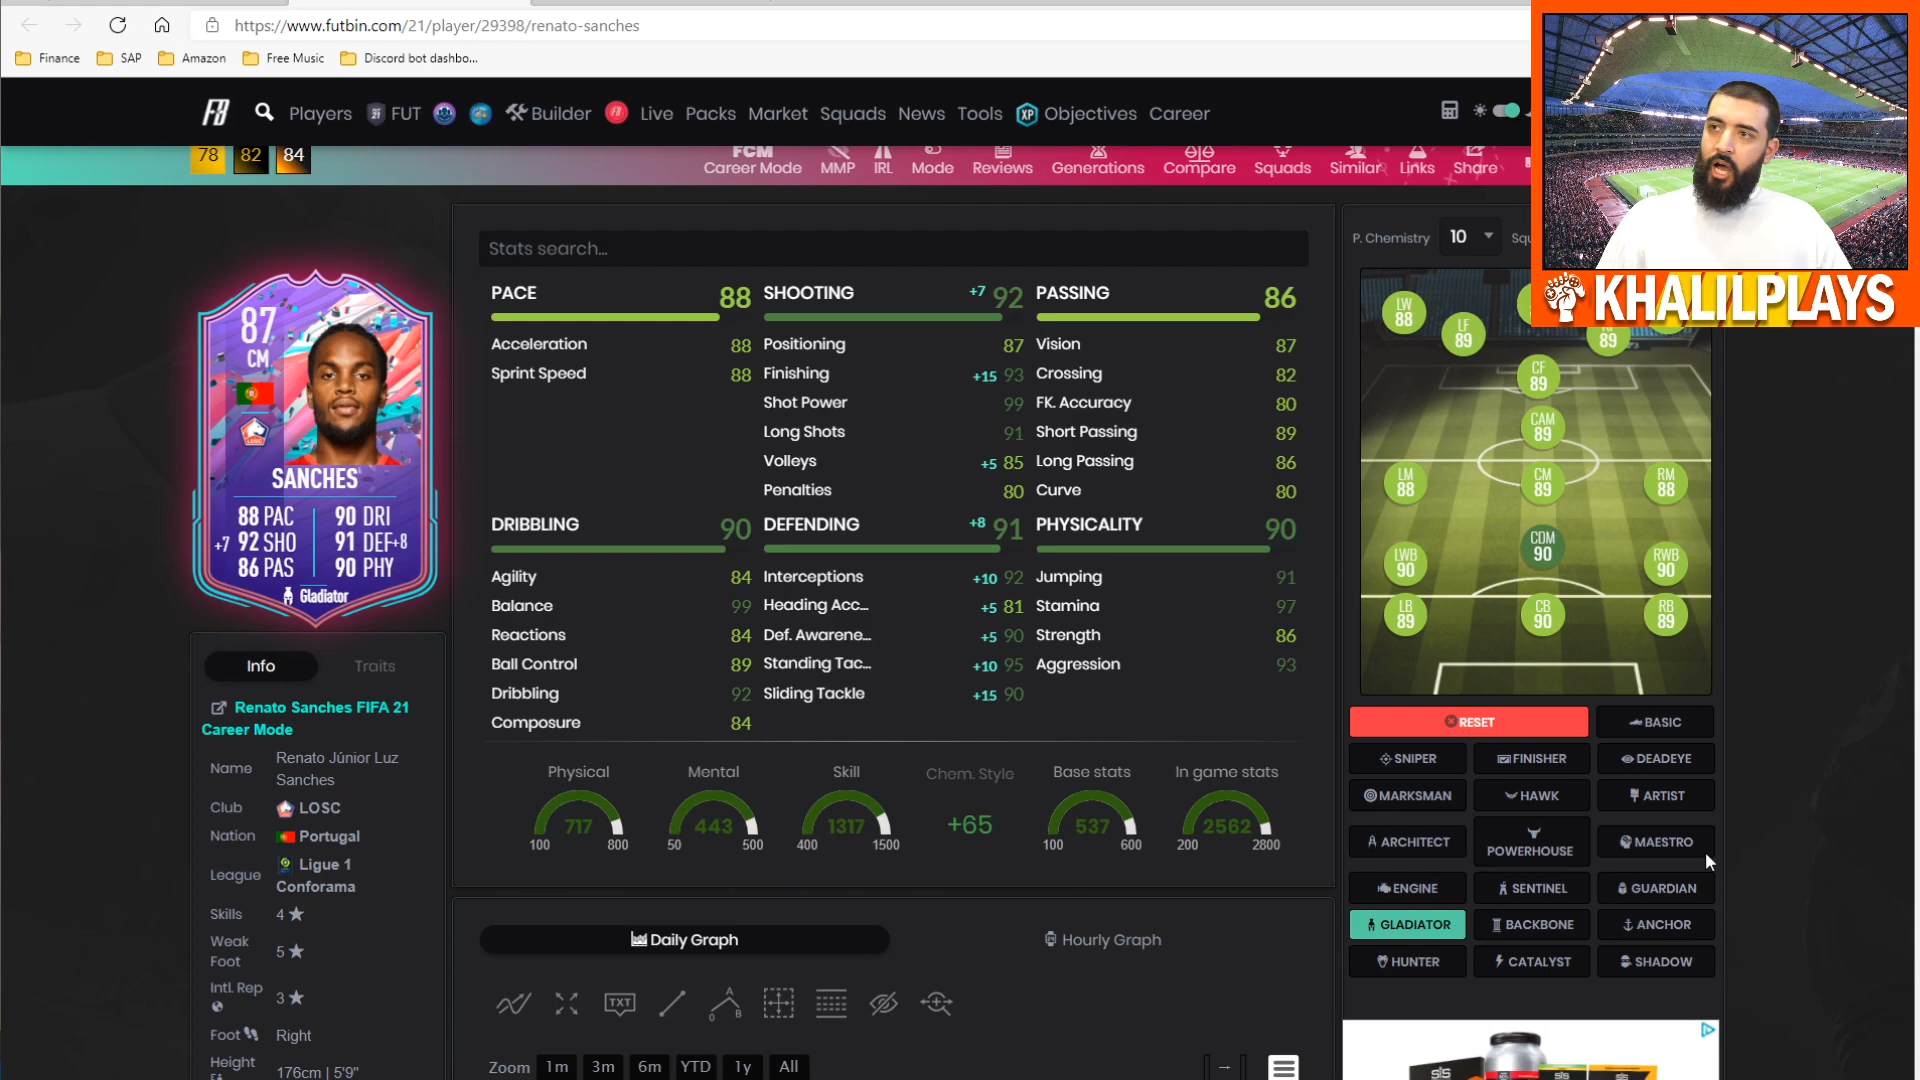 https://www.futbin.com/21/player/29398/renato-sanches
Finance SAP Amazon Free Music Discord bot dashbo...
Players FUT Builder Live Packs Market Squads News Tools XP Objectives Career
78 82 84
FCM
Career Mode MMP IRL Mode Reviews Generations Compare Squads Similar Links Share
KHALILPLAYS
Stats search...
P. Chemistry 10 Squ
PACE 88
Acceleration 88
Sprint Speed 88
SHOOTING +7 92
Positioning 87
Finishing +15 93
Shot Power 99
Long Shots 91
Volleys +5 85
Penalties 80
PASSING 86
Vision 87
Crossing 82
FK. Accuracy 80
Short Passing 89
Long Passing 86
Curve 80
DRIBBLING 90
Agility 84
Balance 99
Reactions 84
Ball Control 89
Dribbling 92
Composure 84
DEFENDING +8 91
Interceptions +10 92
Heading Acc... +5 81
Def. Awarene... +5 90
Standing Tac... +10 95
Sliding Tackle +15 90
PHYSICALITY 90
Jumping 91
Stamina 97
Strength 86
Aggression 93
Physical Mental Skill Chem. Style Base stats In game stats
717 443 1317 +65 537 2562
100 800 50 500 400 1500 100 600 200 2800
87
CM
LOSC
SANCHES
88 PAC 90 DRI
+7 92 SHO 91 DEF+8
86 PAS 90 PHY
Gladiator
Info Traits
Renato Sanches FIFA 21
Career Mode
Name Renato Júnior Luz
Sanches
Club LOSC
Nation Portugal
League Ligue 1
Conforama
Skills 4
Weak
Foot 5
Intl. Rep 3
Foot Right
Height 176cm | 5'9"
Daily Graph Hourly Graph
TXT
A
0 B
Zoom 1m 3m 6m YTD 1y All
LW
88
LF
89
89
CF
89
CAM
89
LM
88
CM
89
RM
88
CDM
90
LWB
90
RWB
90
LB
89
CB
90
RB
89
RESET BASIC
SNIPER FINISHER DEADEYE
MARKSMAN HAWK ARTIST
ARCHITECT POWERHOUSE MAESTRO
ENGINE SENTINEL GUARDIAN
GLADIATOR BACKBONE ANCHOR
HUNTER CATALYST SHADOW
SiS SiS